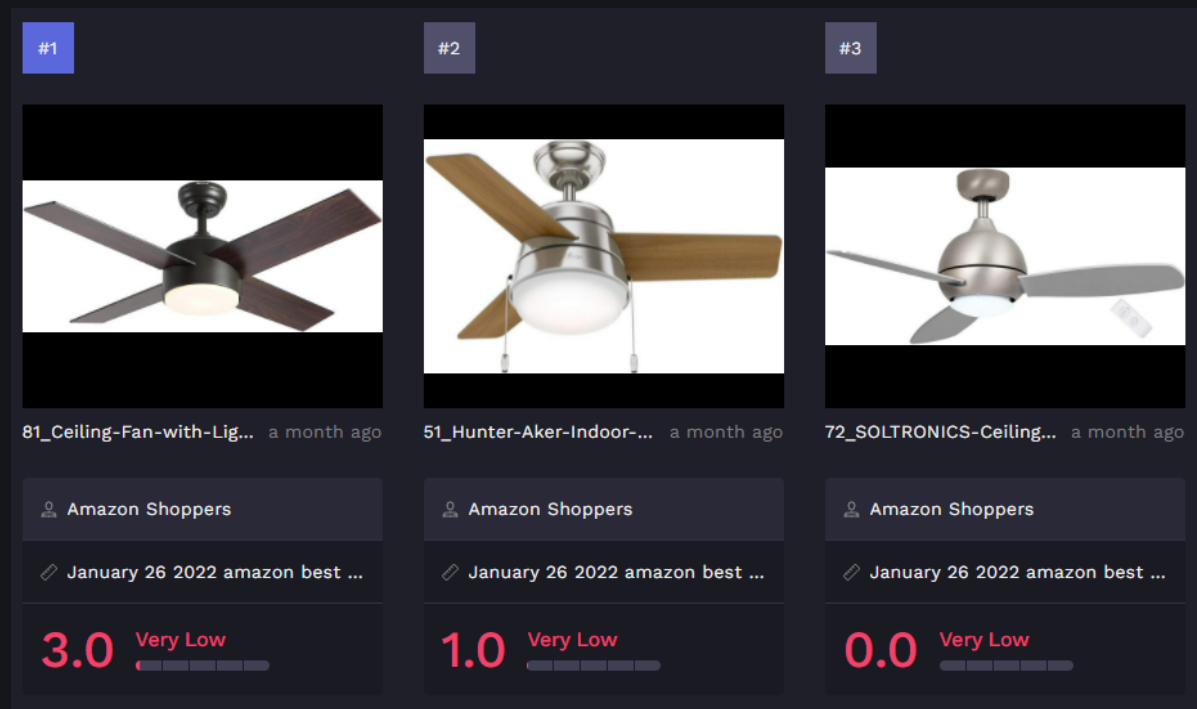 #1
#2
#3
81_Ceiling-Fan-with-Lig... a month ago
51_Hunter-Aker-Indoor-... a month ago
72_SOLTRONICS-Ceiling... a month ago
Amazon Shoppers
Amazon Shoppers
Amazon Shoppers
January 26 2022 amazon best ...
January 26 2022 amazon best ...
January 26 2022 amazon best ...
3.0 Very Low
1.0 Very Low
0.0 Very Low